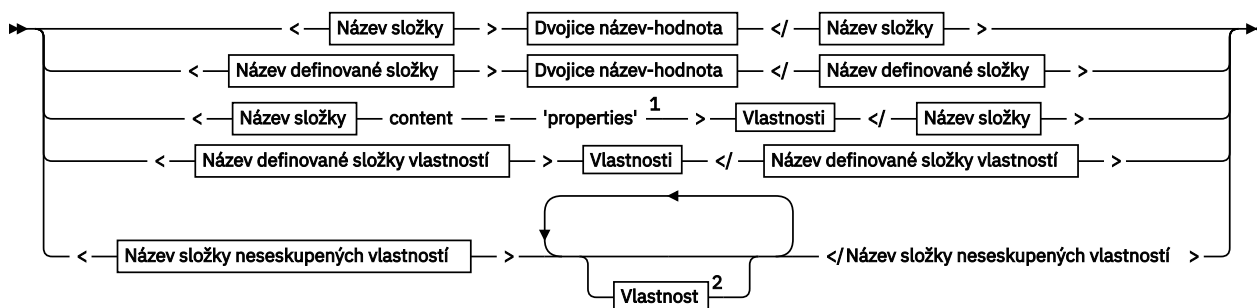 < Název složky > Dvojice název-hodnota </ Název složky >
< Název definované složky > Dvojice název-hodnota </ Název definované složky >
< Název složky content = 'properties' 1 > Vlastnosti </ Název složky >
< Název definované složky vlastností > Vlastnosti </ Název definované složky vlastností >
< Název složky neseskupených vlastností > </ Název složky neseskupených vlastností >
Vlastnost 2